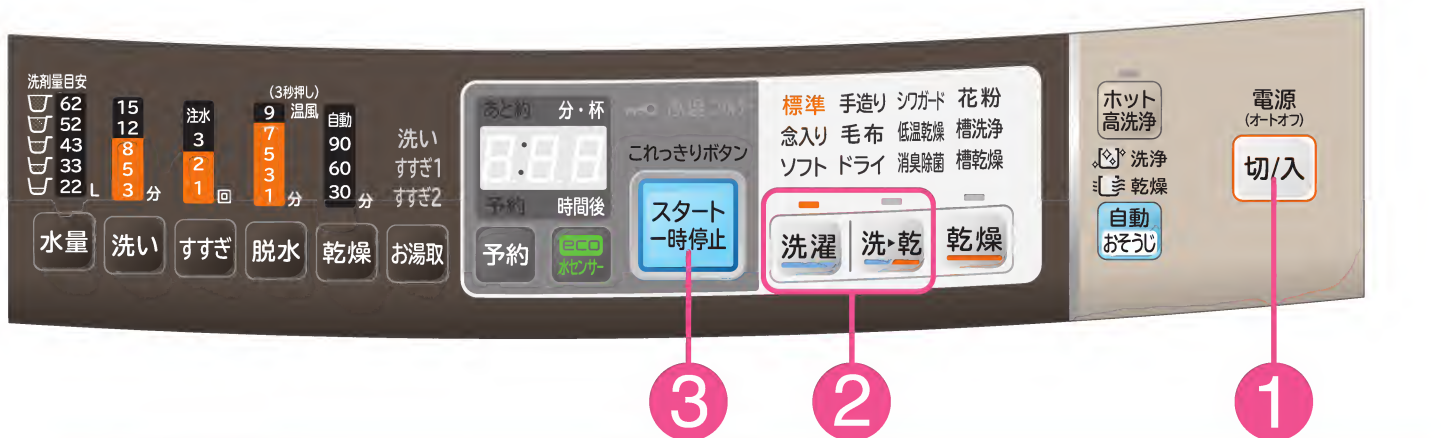 洗剤量目安
62
52
43
33
22 L
水量
15
12
8
5
3 分
洗い
注水
3
2
1 回
すすぎ
(3秒押し)
9 温風
7
5
3
1 分
脱水
自動
90
60
30 分
乾燥
洗い
すすぎ1
すすぎ2
お湯取
あと約 分・杯
8:88
予約 時間後
予約
eco
水センサー
これっきりボタン
スタート
一時停止
標準 手造り シワガード 花粉
念入り 毛布 低温乾燥 槽洗浄
ソフト ドライ 消臭除菌 槽乾燥
洗濯
洗▸乾
乾燥
ホット
高洗浄
洗浄
乾燥
自動
おそうじ
電源
(オートオフ)
切/入
3
2
1